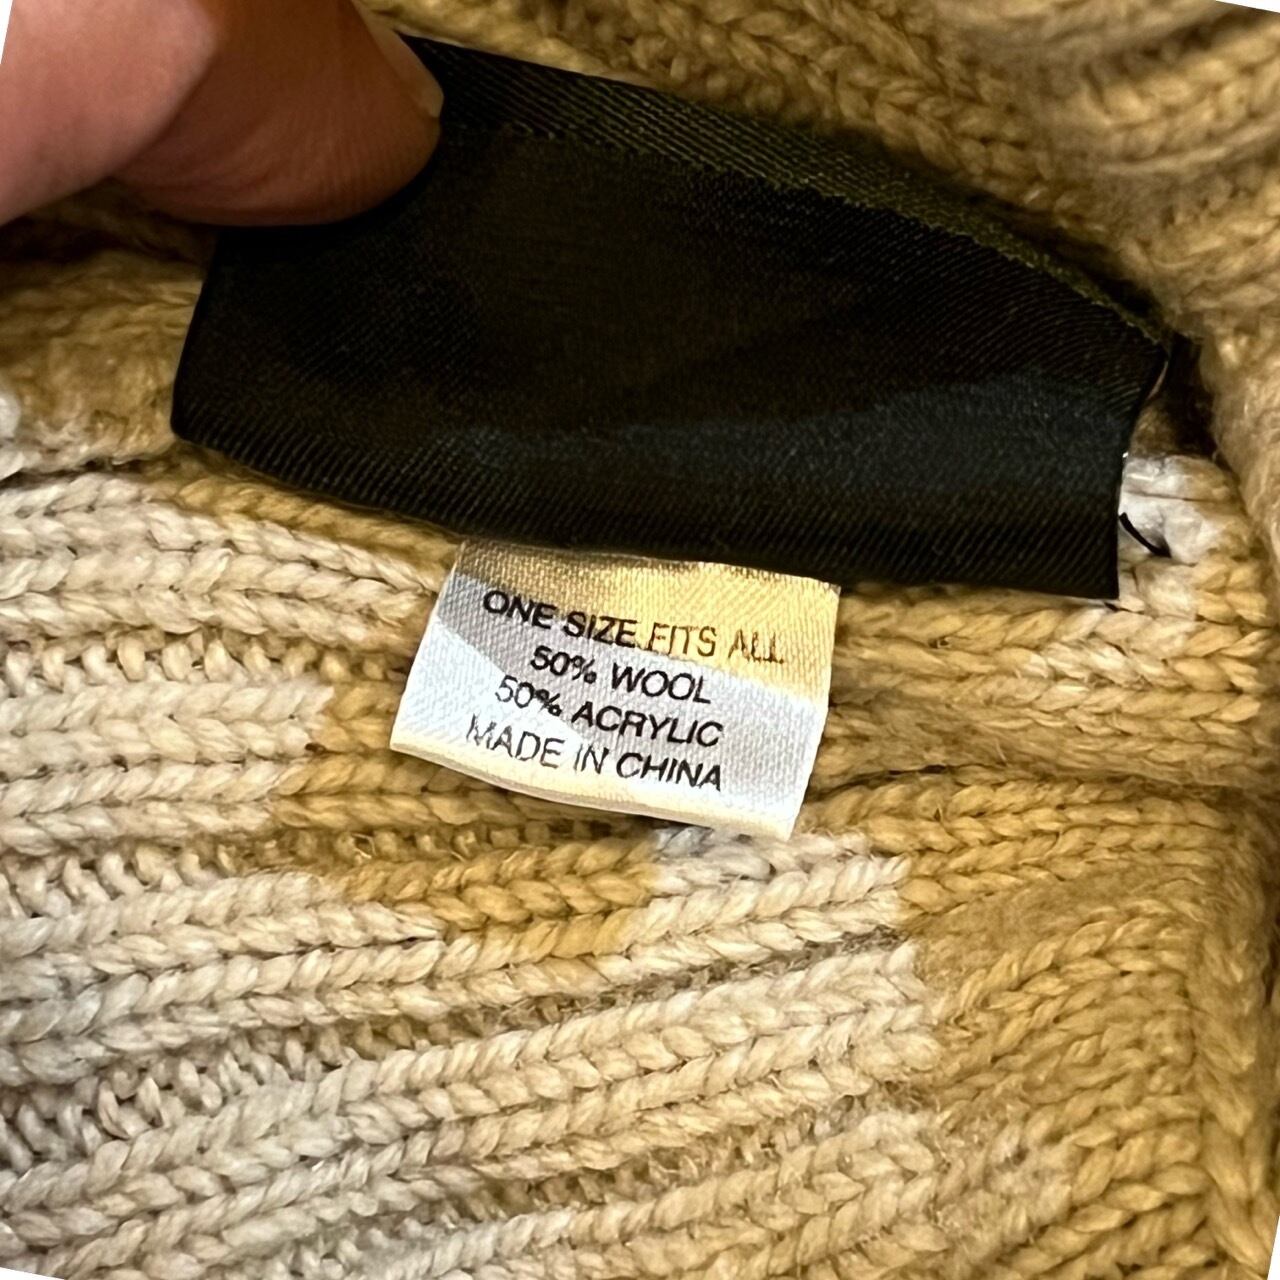 ONE SIZE FITS ALL
50% WOOL
50% ACRYLIC
MADE IN CHINA